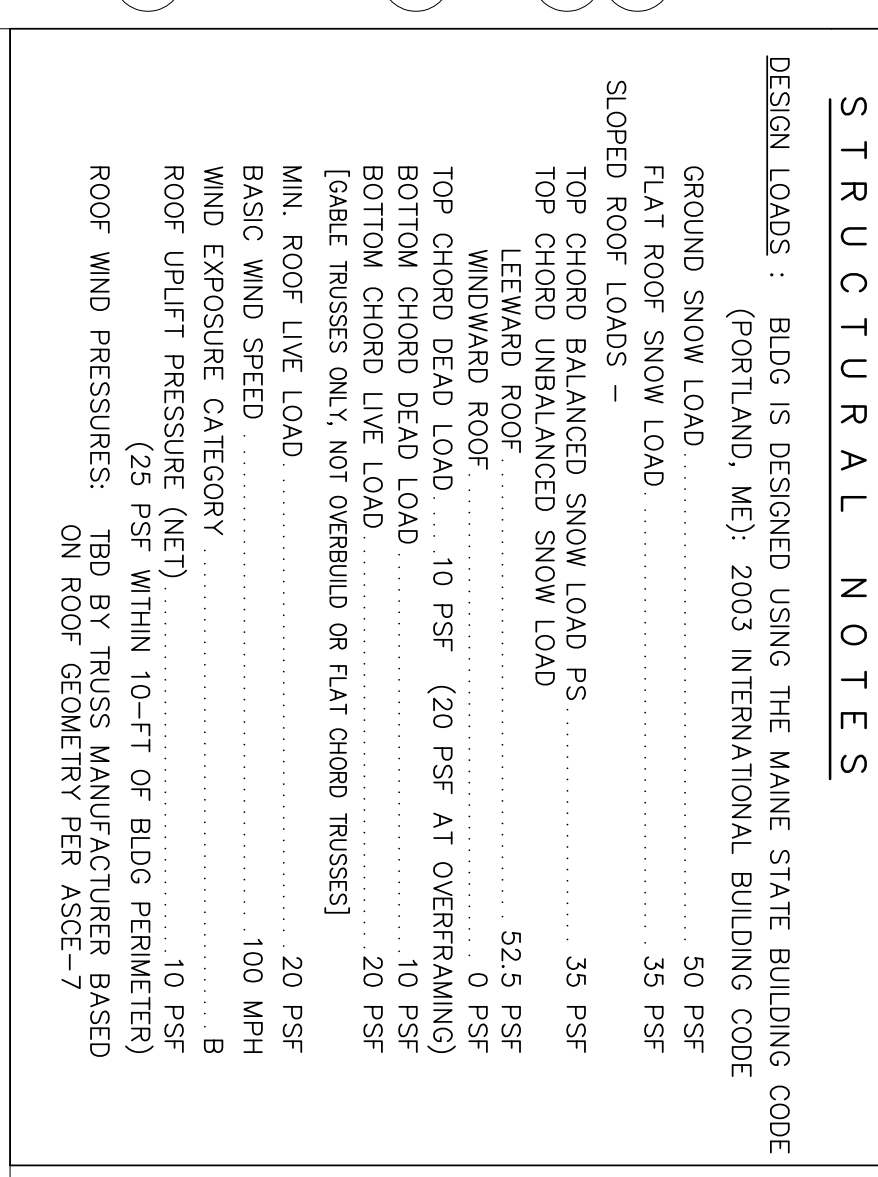 STRUCTURAL NOTES
DESIGN LOADS : BLDG IS DESIGNED USING THE MAINE STATE BUILDING CODE
(PORTLAND, ME): 2003 INTERNATIONAL BUILDING CODE
GROUND SNOW LOAD.......................... 50 PSF
FLAT ROOF SNOW LOAD....................... 35 PSF
SLOPED ROOF LOADS –
TOP CHORD BALANCED SNOW LOAD PS .............. 35 PSF
TOP CHORD UNBALANCED SNOW LOAD
LEEWARD ROOF........................... 52.5 PSF
WINDWARD ROOF.......................... 0 PSF
TOP CHORD DEAD LOAD.... 10 PSF (20 PSF AT OVERFRAMING)
BOTTOM CHORD DEAD LOAD...................... 10 PSF
BOTTOM CHORD LIVE LOAD....................... 20 PSF
[GABLE TRUSSES ONLY, NOT OVERBUILD OR FLAT CHORD TRUSSES]
MIN. ROOF LIVE LOAD........................... 20 PSF
BASIC WIND SPEED ............................. 100 MPH
WIND EXPOSURE CATEGORY ....................... B
ROOF UPLIFT PRESSURE (NET).................... 10 PSF
(25 PSF WITHIN 10–FT OF BLDG PERIMETER)
ROOF WIND PRESSURES: TBD BY TRUSS MANUFACTURER BASED
ON ROOF GEOMETRY PER ASCE–7